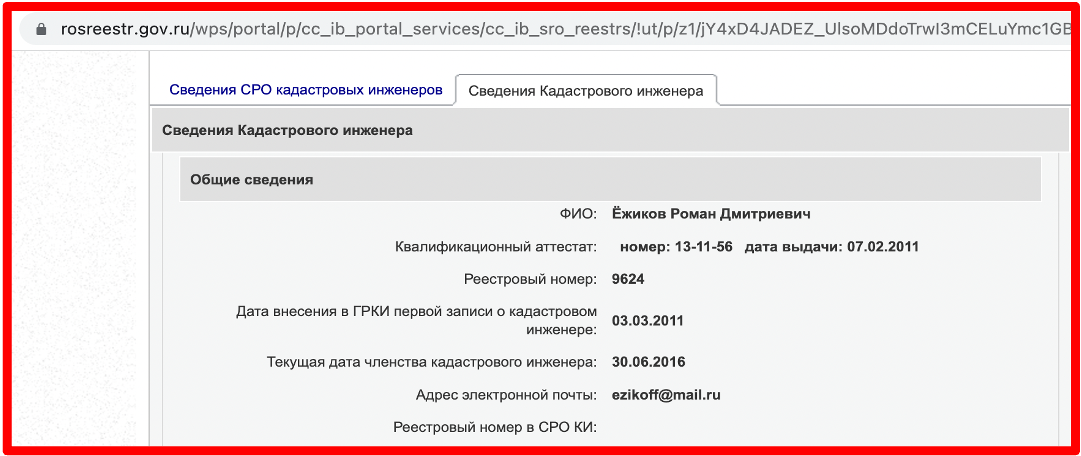 rosreestr.gov.ru/wps/portal/p/cc_ib_portal_services/cc_ib_sro_reestrs/!ut/p/z1/jY4xD4JADEZ_UIsoMDdoTrwI3mCELuYmc1GB
Сведения СРО кадастровых инженеров Сведения Кадастрового инженера
Сведения Кадастрового инженера
Общие сведения
ФИО: Ёжиков Роман Дмитриевич
Квалификационный аттестат: номер: 13-11-56 дата выдачи: 07.02.2011
Реестровый номер: 9624
Дата внесения в ГРКИ первой записи о кадастровом
инженере: 03.03.2011
Текущая дата членства кадастрового инженера: 30.06.2016
Адрес электронной почты: ezikoff@mail.ru
Реестровый номер в СРО КИ: